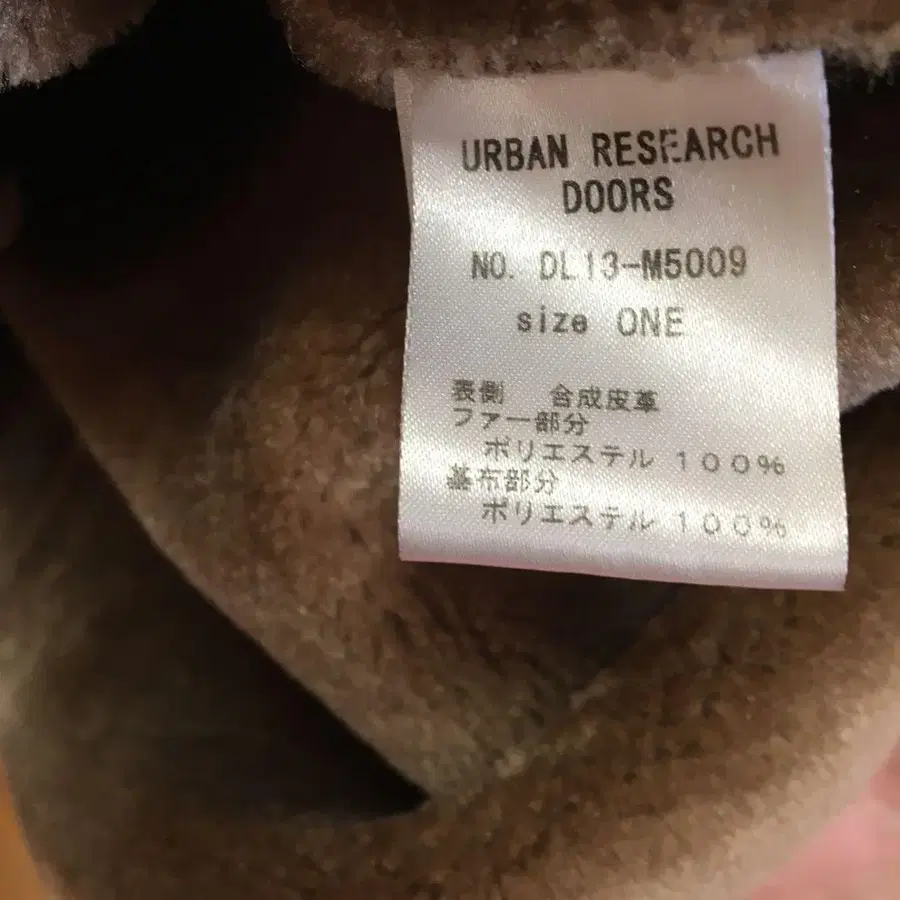 URBAN RESEARCH
DOORS
NO. DL13-M5009
size ONE
表側 合成皮革
ファー部分
ポリエステル 100%
基布部分
ポリエステル 100%